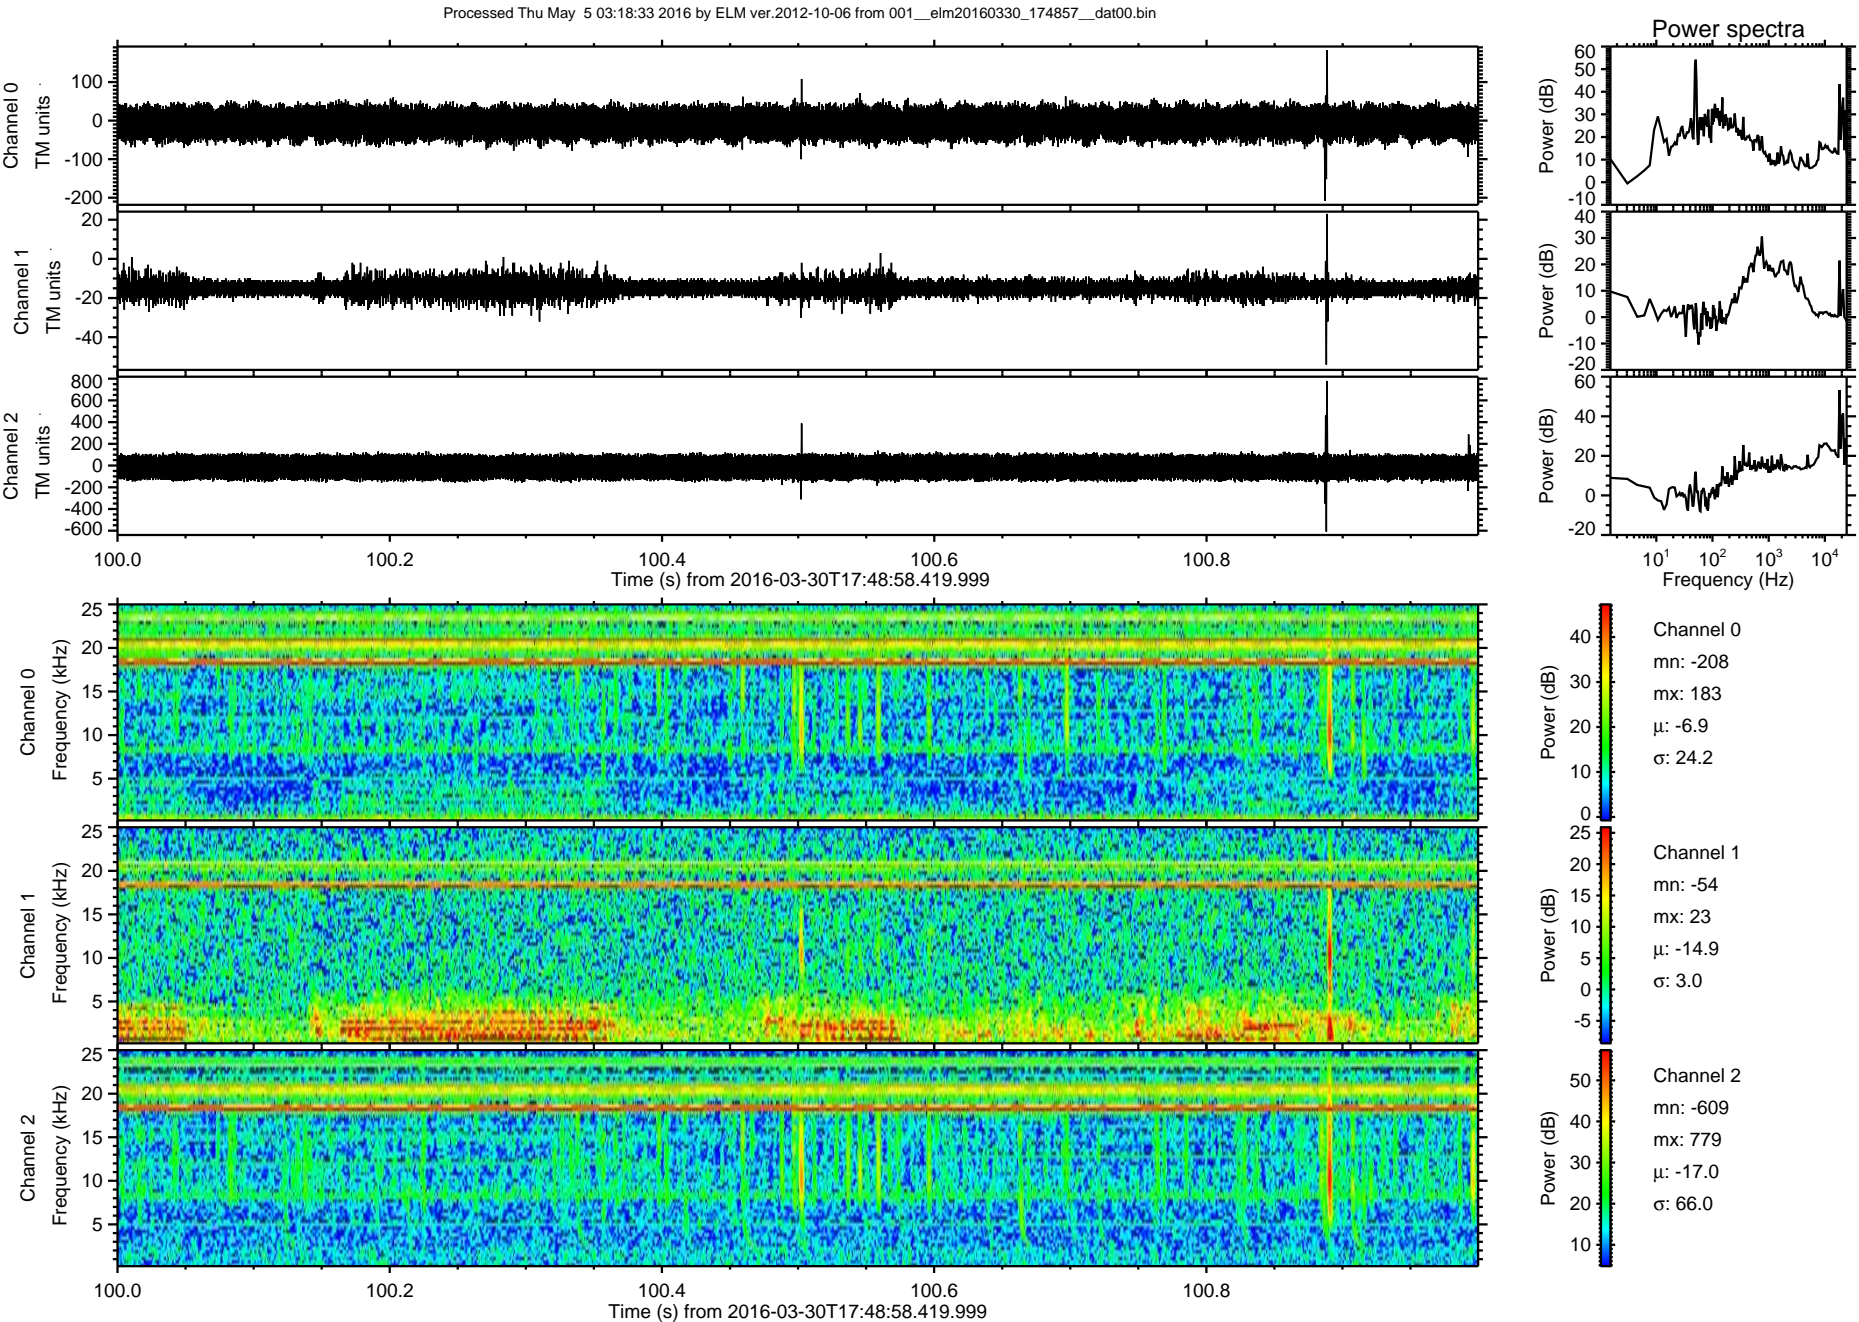 Processed Thu May  5 03:18:33 2016 by ELM ver.2012-10-06 from 001__elm20160330_174857__dat00.bin
Power spectra
Channel 0
TM units
100
0
-100
-200
Power (dB)
60
50
40
30
20
10
0
-10
Channel 1
TM units
20
0
-20
-40
Power (dB)
40
30
20
10
0
-10
-20
Channel 2
TM units
800
600
400
200
0
-200
-400
-600
Power (dB)
60
40
20
0
-20
100.0 100.2 100.4 100.6 100.8
Time (s) from 2016-03-30T17:48:58.419.999
10^1 10^2 10^3 10^4
Frequency (Hz)
Channel 0
Frequency (kHz)
25
20
15
10
5
Power (dB)
40
30
20
10
0
Channel 0
mn: -208
mx: 183
μ: -6.9
σ: 24.2
Channel 1
Frequency (kHz)
25
20
15
10
5
Power (dB)
25
20
15
10
5
0
-5
Channel 1
mn: -54
mx: 23
μ: -14.9
σ: 3.0
Channel 2
Frequency (kHz)
25
20
15
10
5
Power (dB)
50
40
30
20
10
Channel 2
mn: -609
mx: 779
μ: -17.0
σ: 66.0
100.0 100.2 100.4 100.6 100.8
Time (s) from 2016-03-30T17:48:58.419.999